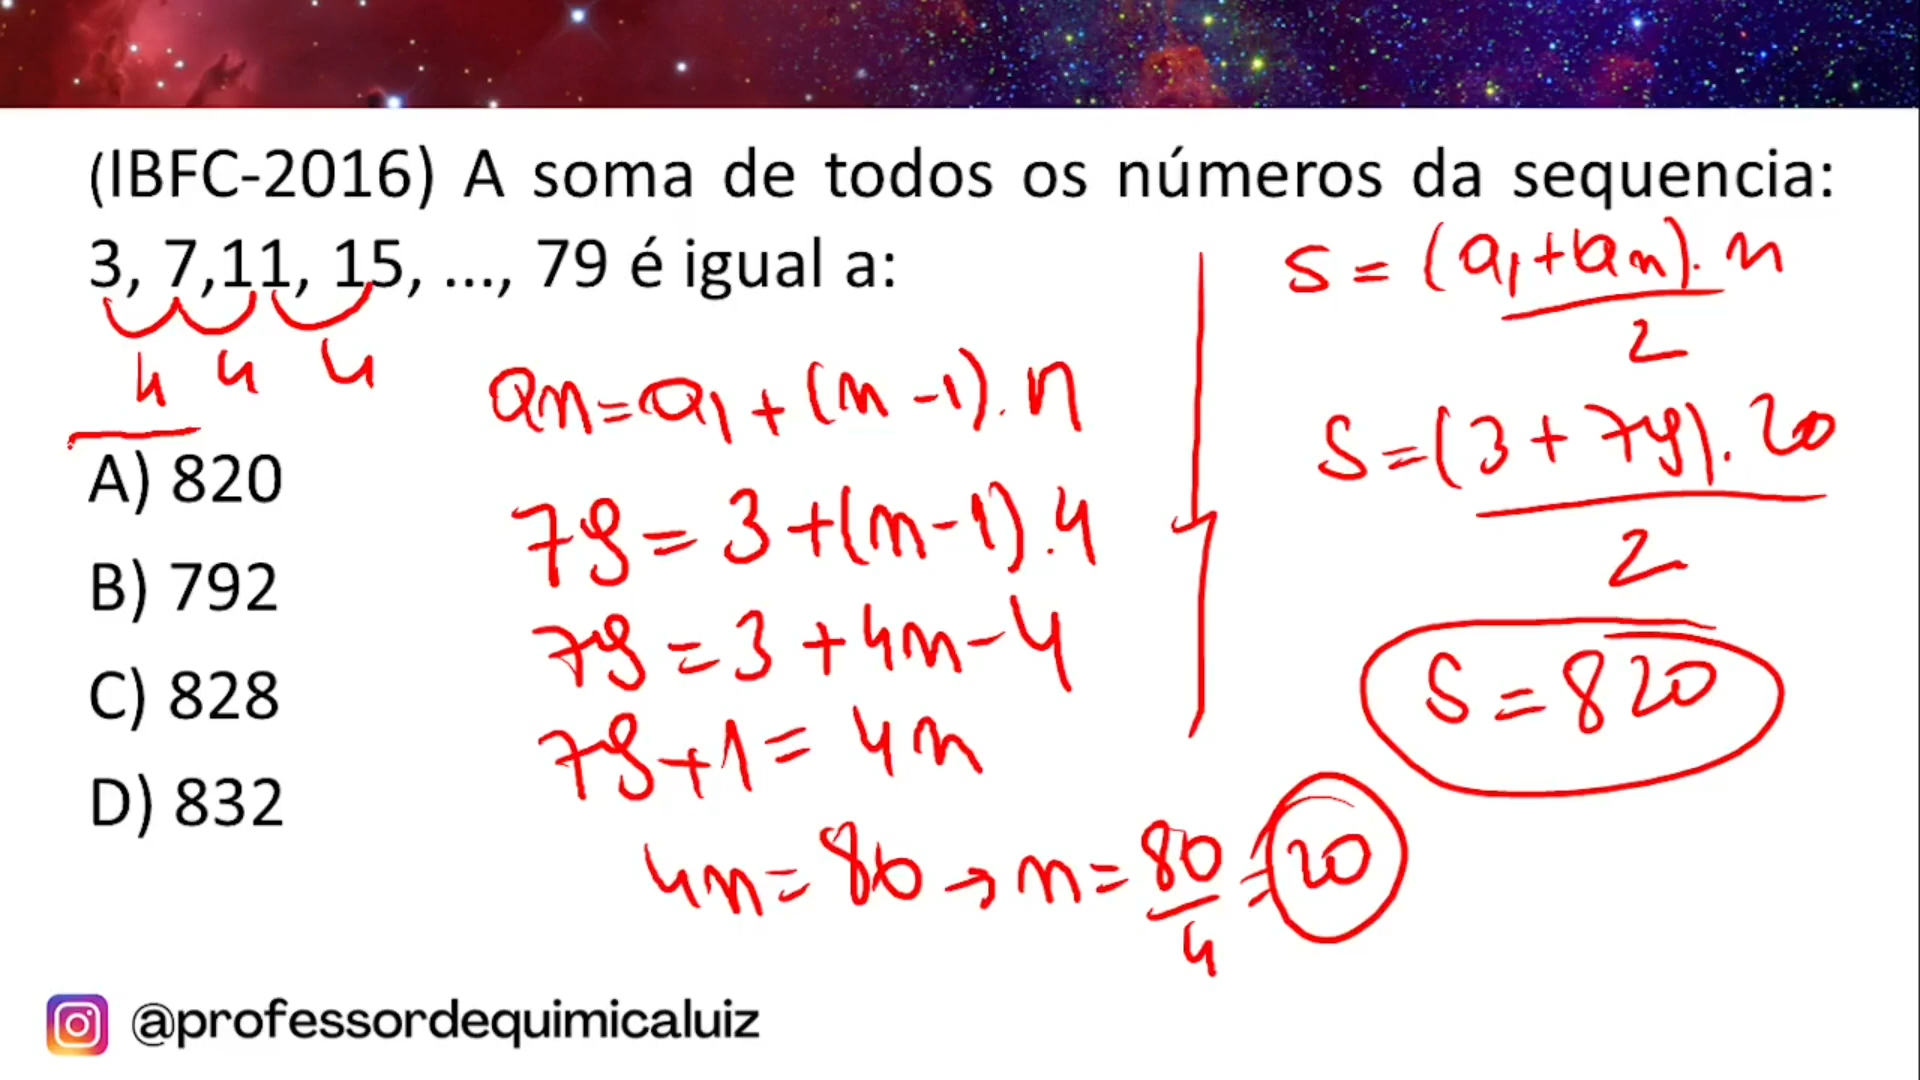 (IBFC-2016) A soma de todos os números da sequencia:
3, 7,11, 15, ..., 79 é igual a:
4 4 4
A) 820
B) 792
C) 828
D) 832
an=a1+(n-1).n
79=3+(n-1).4
79=3+4n-4
79+1=4n
4n=80→n=80/4=20
S=(a1+an).n/2
S=(3+79).20/2
S=820
@professordequimicaluiz